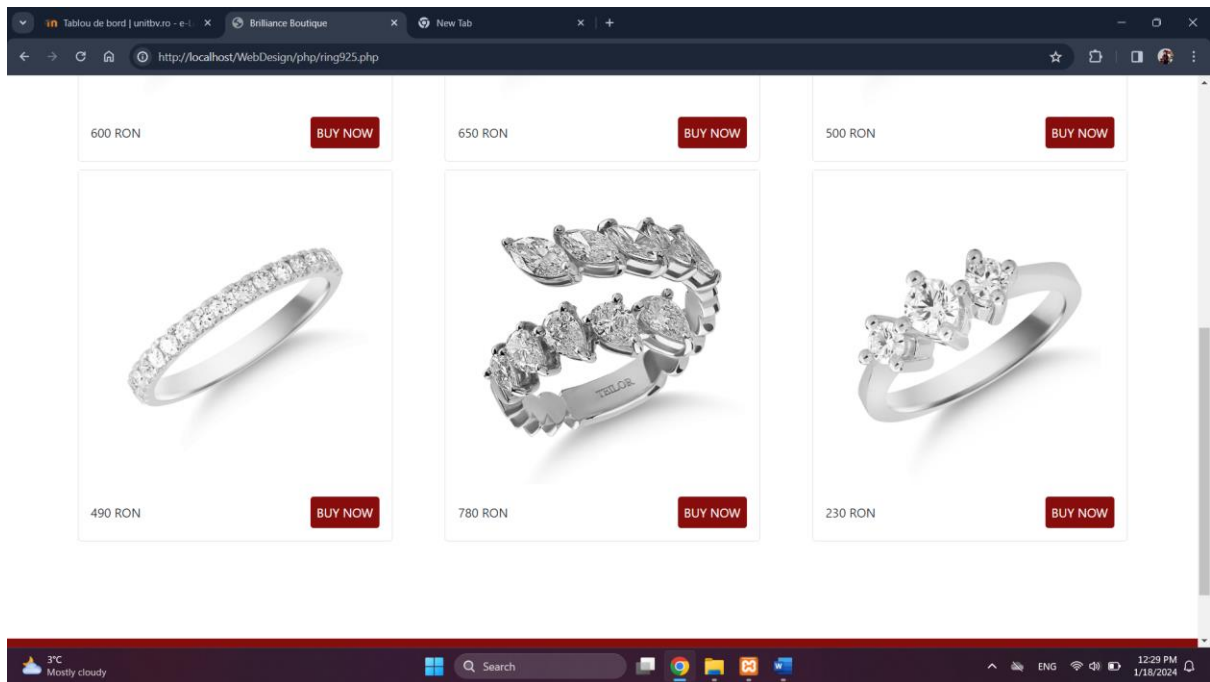 Tablou de bord | unitbv.ro - e-L
Brilliance Boutique
New Tab
http://localhost/WebDesign/php/ring925.php
600 RON BUY NOW
650 RON BUY NOW
500 RON BUY NOW
TEILOR
490 RON BUY NOW
780 RON BUY NOW
230 RON BUY NOW
3°C
Mostly cloudy
Search
ENG
12:29 PM
1/18/2024